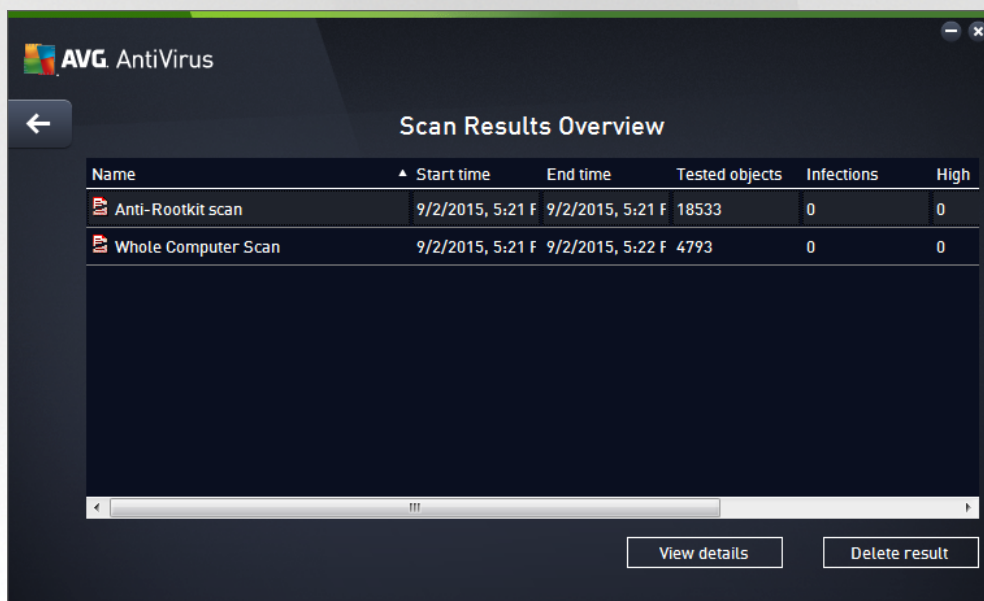 AVG. AntiVirus
Scan Results Overview
Name Start time End time Tested objects Infections High
Anti-Rootkit scan 9/2/2015, 5:21 9/2/2015, 5:21 18533 0 0
Whole Computer Scan 9/2/2015, 5:21 9/2/2015, 5:22 4793 0 0
View details Delete result